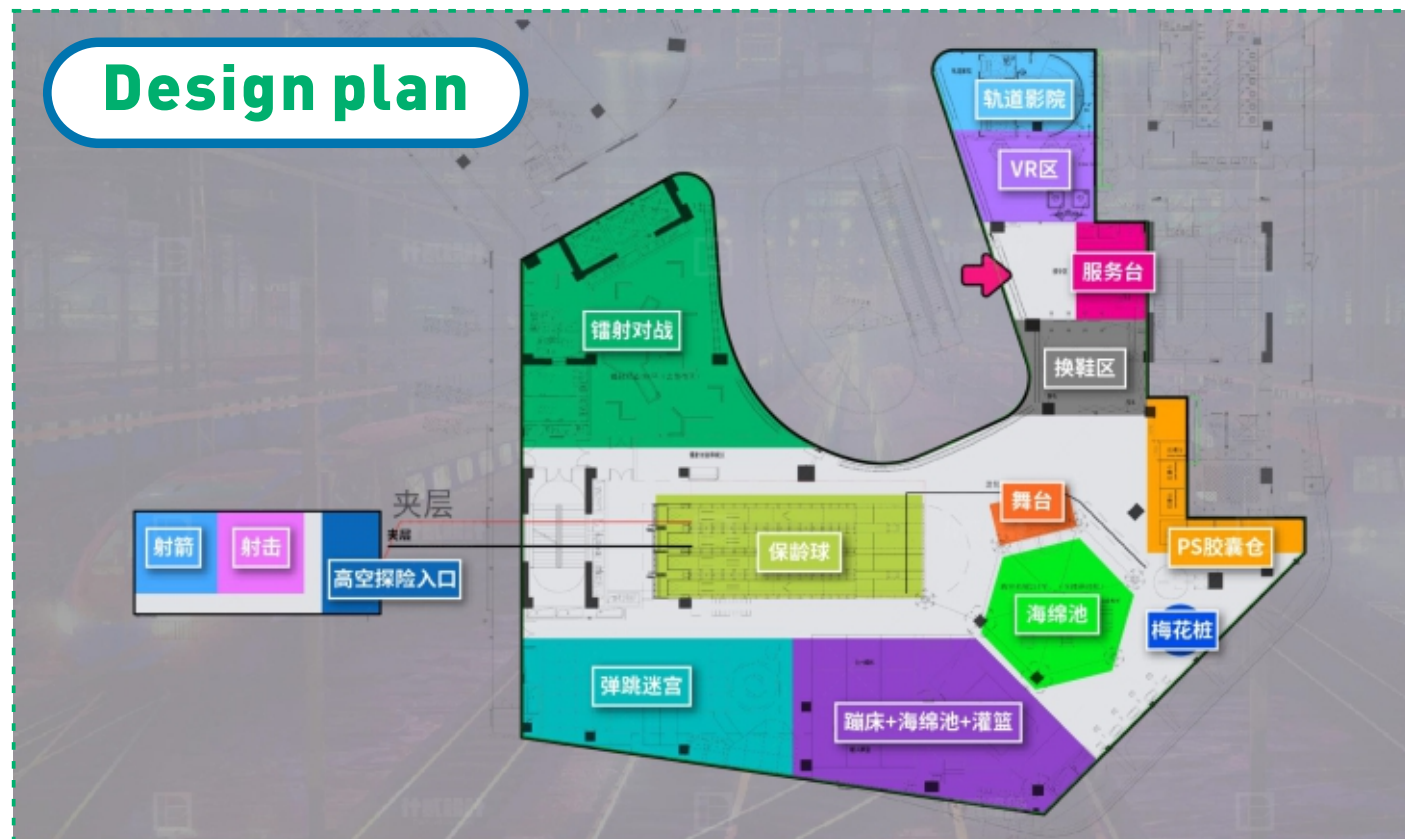 Design plan
轨道影院
VR区
服务台
镭射对战
换鞋区
夹层
夹层
舞台
射箭
射击
保龄球
PS胶囊仓
高空探险入口
海绵池
梅花桩
弹跳迷宫
蹦床+海绵池+灌篮